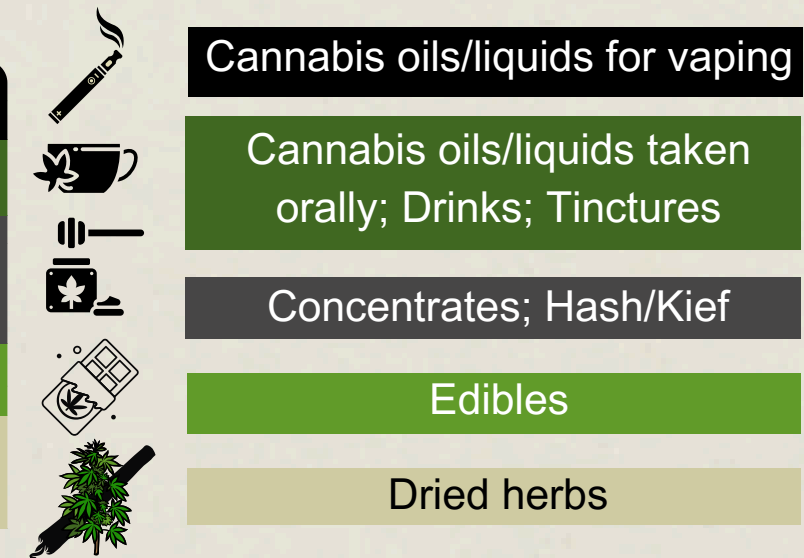 Cannabis oils/liquids for vaping
Cannabis oils/liquids taken
orally; Drinks; Tinctures
Concentrates; Hash/Kief
Edibles
Dried herbs